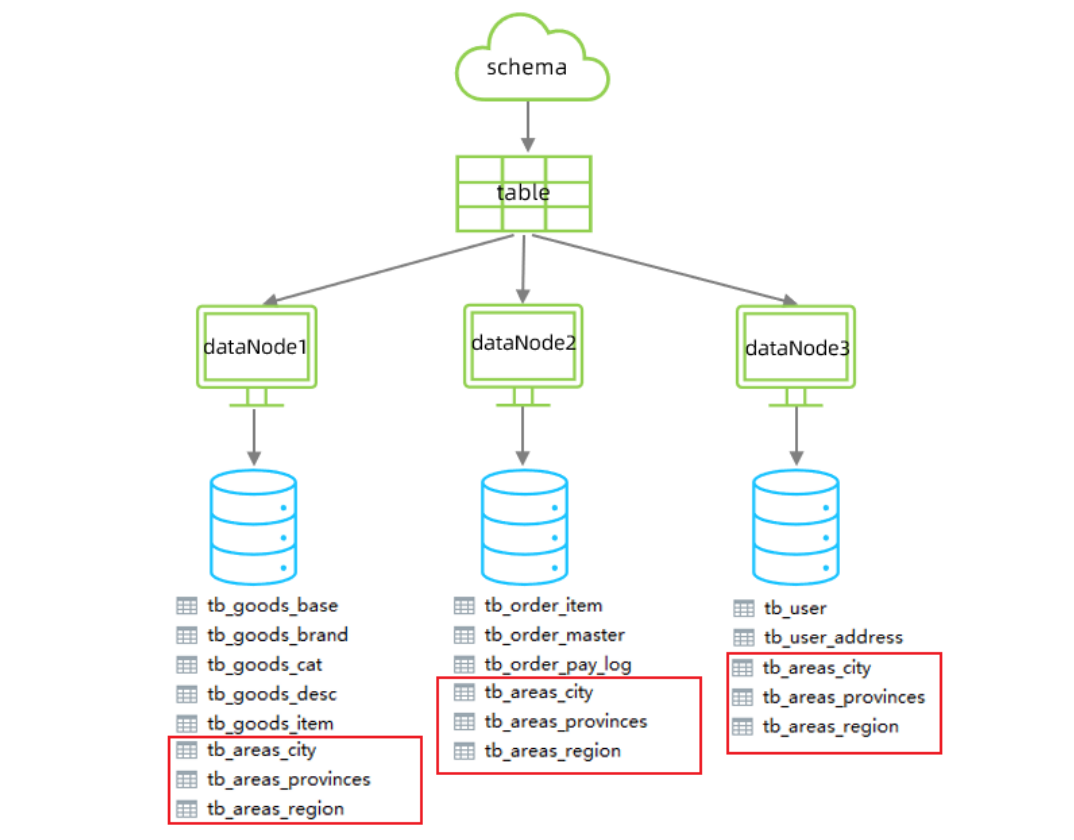 schema
table
dataNode1
dataNode2
dataNode3
tb_goods_base
tb_goods_brand
tb_goods_cat
tb_goods_desc
tb_goods_item
tb_areas_city
tb_areas_provinces
tb_areas_region
tb_order_item
tb_order_master
tb_order_pay_log
tb_areas_city
tb_areas_provinces
tb_areas_region
tb_user
tb_user_address
tb_areas_city
tb_areas_provinces
tb_areas_region